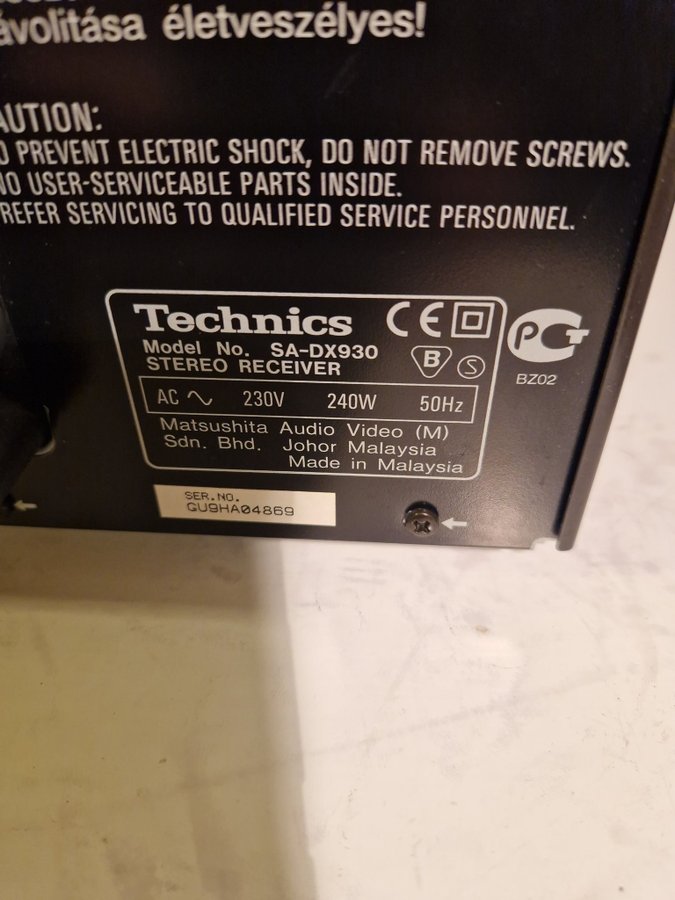 életveszélyes!
PREVENT ELECTRIC SHOCK, DO NOT REMOVE SCREWS.
NO USER-SERVICEABLE PARTS INSIDE.
REFER SERVICING TO QUALIFIED SERVICE PERSONNEL.
Technics CE
Model No. SA-DX930 B S
STEREO RECEIVER
PCT
BZ02
AC 230V 240W 50Hz
Matsushita Audio Video (M)
Sdn. Bhd. Johor Malaysia
Made in Malaysia
SER.NO.
GU9HA04869